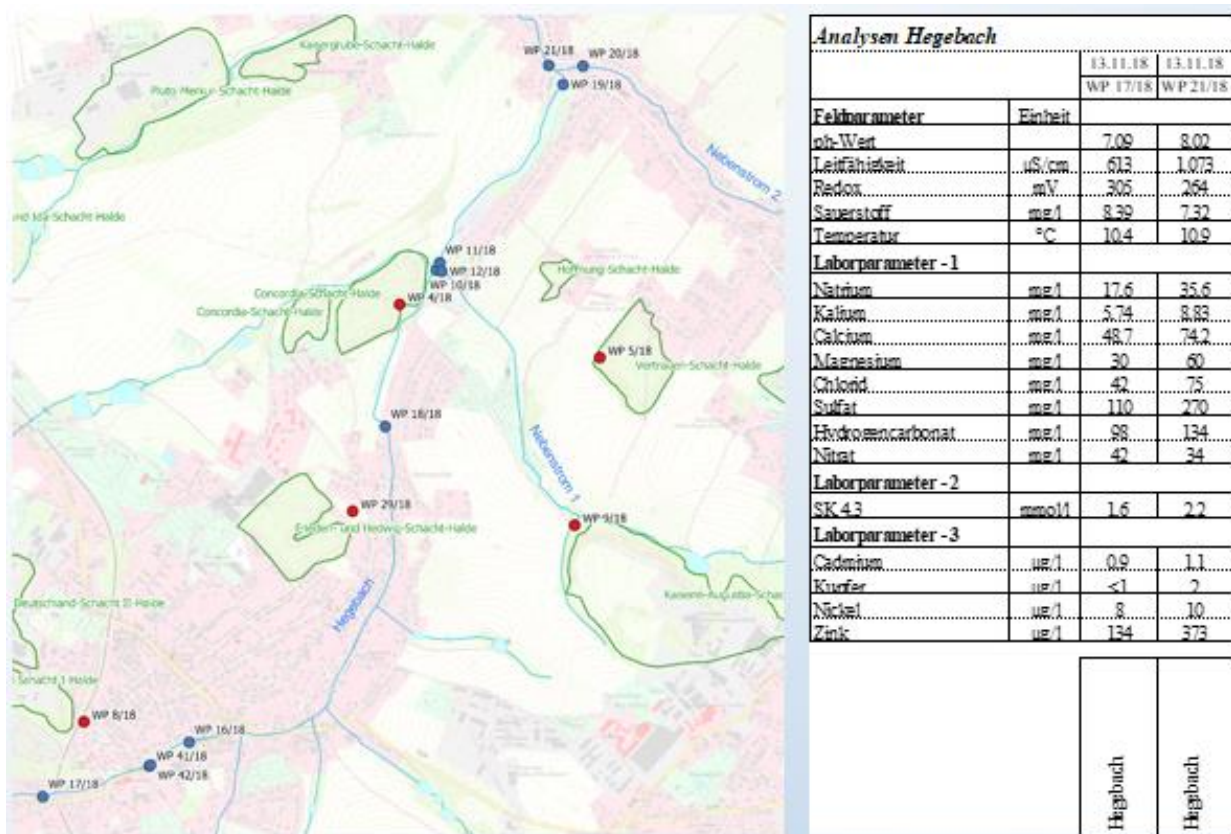 Kaisergrube-Schacht-Halde
Pluto Merkur-Schacht-Halde
WP 21/18
WP 20/18
WP 19/18
Nebenstrom 2
Schacht-Halde
WP 11/18
WP 12/18
WP 10/18
Hoffnung-Schacht-Halde
Concordia-Schacht-Halde
WP 4/18
Concordia-Schacht-Halde
WP 5/18
Vertrauen-Schacht-Halde
WP 18/18
Nebenstrom 1
WP 29/18
WP 9/18
und Hedwig-Schacht-Halde
Hegebach
Deutschland-Schacht II-Halde
Kaiserin-Augusta-Schac
Schacht I-Halde
WP 8/18
WP 16/18
WP 41/18
WP 42/18
WP 17/18
Analysen Hegebach
13.11.18 13.11.18
WP 17/18 WP 21/18
Feldparameter Einheit
ph-Wert 7.09 8.02
Leitfähigkeit uS/cm 613 1.073
Redox mV 305 264
Sauerstoff mg/l 8.39 7.32
Temperatur °C 10.4 10.9
Laborparameter - 1
Natrium mg/l 17.6 35.6
Kalium mg/l 5.74 8.83
Calcium mg/l 48.7 74.2
Magnesium mg/l 30 60
Chlorid mg/l 42 75
Sulfat mg/l 110 270
Hydrogencarbonat mg/l 98 134
Nitrat mg/l 42 34
Laborparameter - 2
SK 4.3 mmol/l 1.6 2.2
Laborparameter - 3
Cadmium ug/l 0.9 1.1
Kupfer ug/l <1 2
Nickel ug/l 8 10
Zink ug/l 134 373
Hegebach
Hegebach